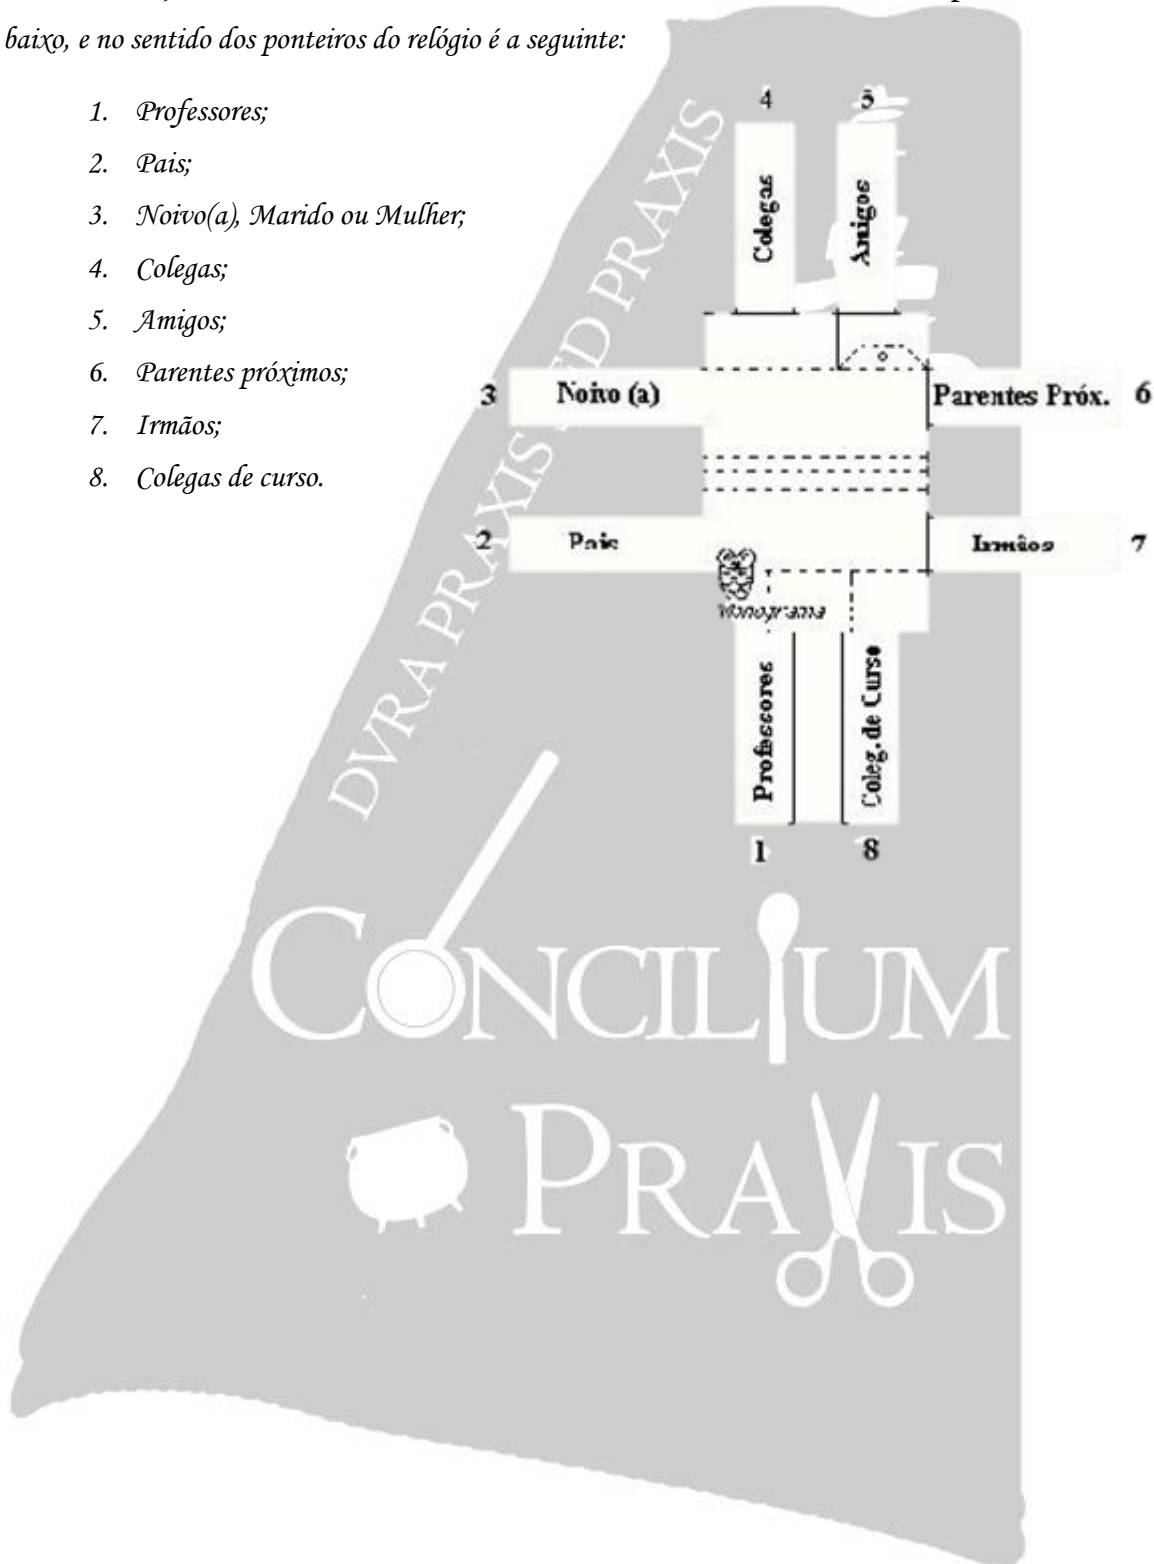 baixo, e no sentido dos ponteiros do relógio é a seguinte:
1. Professores;
2. Pais;
3. Noivo(a), Marido ou Mulher;
4. Colegas;
5. Amigos;
6. Parentes próximos;
7. Irmãos;
8. Colegas de curso.
4
5
Colegas
Amigos
3
Noivo (a)
Parentes Próx.
6
2
Pais
Irmãos
7
Monograma
Professores
Coleg. de Curso
1
8
DVRA PRAXIS SED PRAXIS
CONCILIUM
PRAXIS